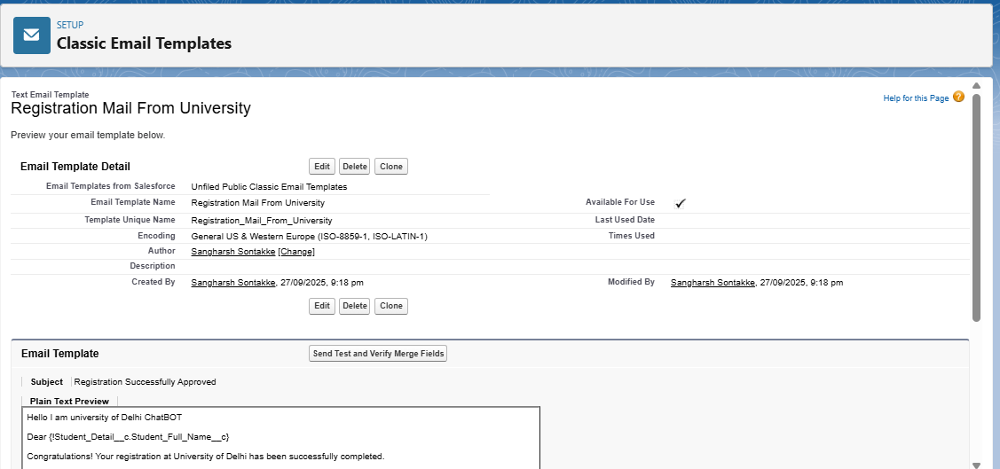 SETUP
Classic Email Templates
Text Email Template
Registration Mail From University
Help for this Page ?
Preview your email template below.
Email Template Detail Edit Delete Clone
Email Templates from Salesforce Unfiled Public Classic Email Templates
Email Template Name Registration Mail From University Available For Use ✓
Template Unique Name Registration_Mail_From_University Last Used Date
Encoding General US & Western Europe (ISO-8859-1, ISO-LATIN-1) Times Used
Author Sangharsh Sontakke [Change]
Description
Created By Sangharsh Sontakke, 27/09/2025, 9:18 pm Modified By Sangharsh Sontakke, 27/09/2025, 9:18 pm
Edit Delete Clone
Email Template Send Test and Verify Merge Fields
Subject Registration Successfully Approved
Plain Text Preview
Hello I am university of Delhi ChatBOT
Dear {!Student_Detail__c.Student_Full_Name__c}
Congratulations! Your registration at University of Delhi has been successfully completed.